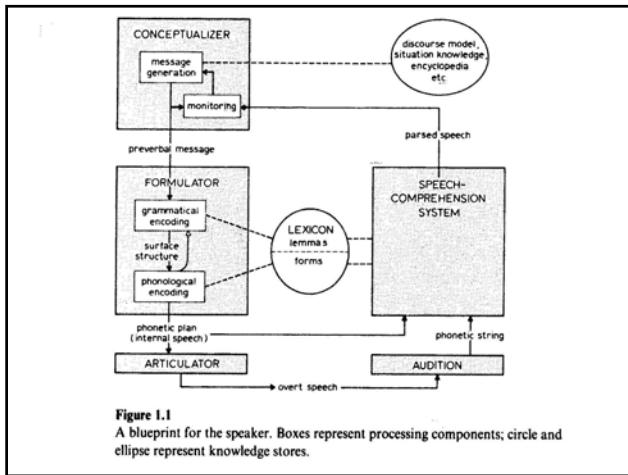 CONCEPTUALIZER
message
generation
monitoring
discourse model,
situation knowledge,
encyclopedia
etc
parsed speech
preverbal message
FORMULATOR
grammatical
encoding
surface
structure
phonological
encoding
LEXICON
lemmas
forms
SPEECH-
COMPREHENSION
SYSTEM
phonetic plan
(internal speech)
phonetic string
ARTICULATOR
AUDITION
overt speech
Figure 1.1
A blueprint for the speaker. Boxes represent processing components; circle and
ellipse represent knowledge stores.